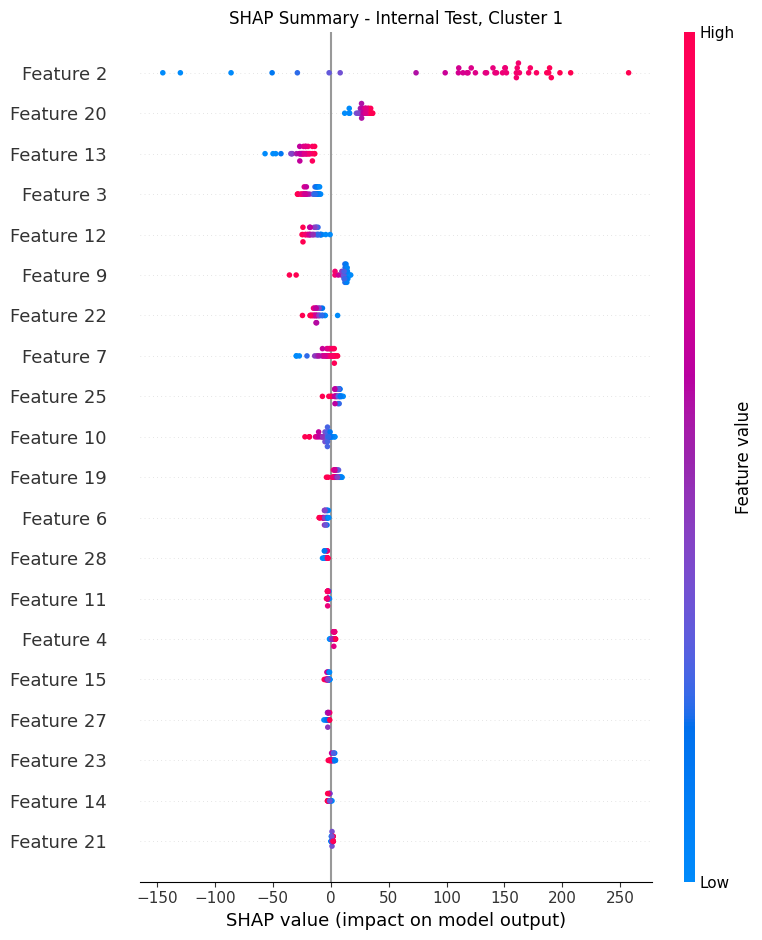 SHAP Summary - Internal Test, Cluster 1
High
Feature 2
Feature 20
Feature 13
Feature 3
Feature 12
Feature 9
Feature 22
Feature 7
Feature 25
Feature 10
Feature 19
Feature 6
Feature 28
Feature 11
Feature 4
Feature 15
Feature 27
Feature 23
Feature 14
Feature 21
Feature value
Low
−150 −100 −50 0 50 100 150 200 250
SHAP value (impact on model output)